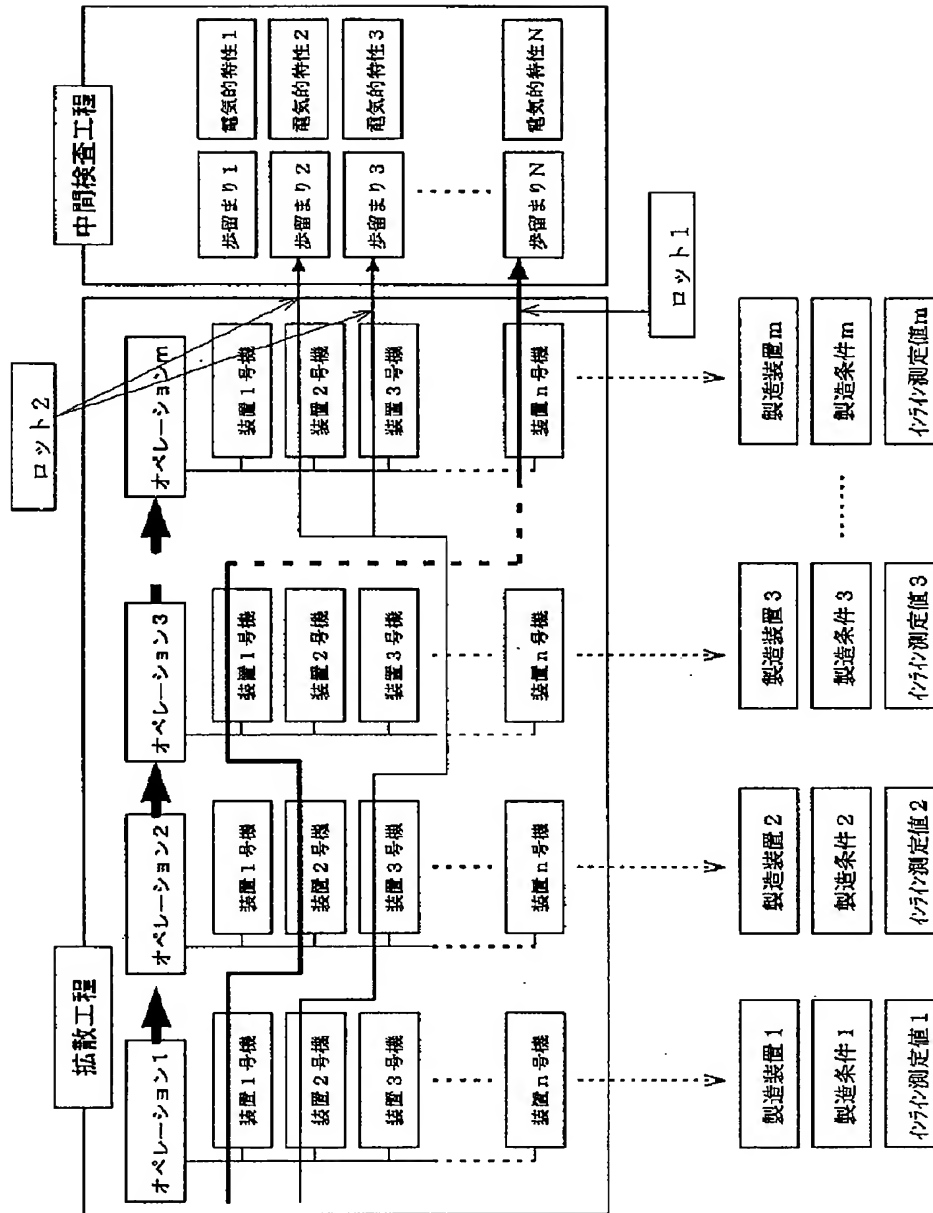 拡散工程
中間検査工程
ロット2
オペレーション1
オペレーション2
オペレーション3
オペレーションm
装置1号機
装置2号機
装置3号機
装置n号機
装置1号機
装置2号機
装置3号機
装置n号機
装置1号機
装置2号機
装置3号機
装置n号機
装置1号機
装置2号機
装置3号機
装置n号機
歩留まり1
電気的特性1
歩留まり2
電気的特性2
歩留まり3
電気的特性3
歩留まりN
電気的特性N
ロット1
製造装置1
製造条件1
インライン測定値1
製造装置2
製造条件2
インライン測定値2
製造装置3
製造条件3
インライン測定値3
製造装置m
製造条件m
インライン測定値m